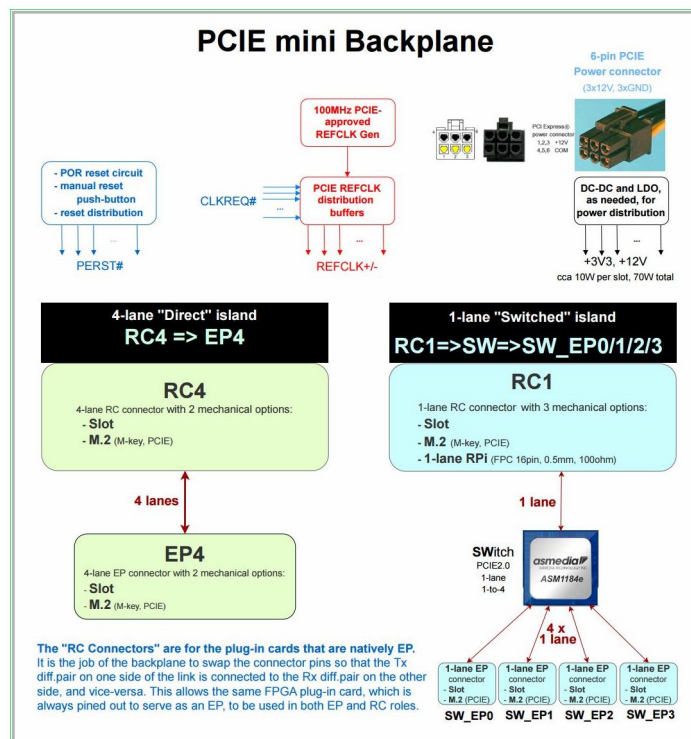 PCIE mini Backplane
6-pin PCIE
Power connector
(3x12V, 3xGND)
100MHz PCIE-
approved
REFCLK Gen
PCI Express®
power connector
1,2,3 +12V
4,5,6 COM
- POR reset circuit
- manual reset
push-button
- reset distribution
...
PERST#
CLKREQ#
...
PCIE REFCLK
distribution
buffers
...
REFCLK+/-
DC-DC and LDO,
as needed, for
power distribution
...
+3V3, +12V
cca 10W per slot, 70W total
4-lane "Direct" island
RC4 => EP4
RC4
4-lane RC connector with 2 mechanical options:
- Slot
- M.2 (M-key, PCIE)
4 lanes
EP4
4-lane EP connector with 2 mechanical options:
- Slot
- M.2 (M-key, PCIE)
1-lane "Switched" island
RC1=>SW=>SW_EP0/1/2/3
RC1
1-lane RC connector with 3 mechanical options:
- Slot
- M.2 (M-key, PCIE)
- 1-lane RPi (FPC 16pin, 0.5mm, 100ohm)
1 lane
SWitch
PCIE2.0
1-lane
1-to-4
asmedia
ASM1184e
4 x
1 lane
1-lane EP
connector
- Slot
- M.2 (PCIE)
SW_EP0
1-lane EP
connector
- Slot
- M.2 (PCIE)
SW_EP1
1-lane EP
connector
- Slot
- M.2 (PCIE)
SW_EP2
1-lane EP
connector
- Slot
- M.2 (PCIE)
SW_EP3
The "RC Connectors" are for the plug-in cards that are natively EP.
It is the job of the backplane to swap the connector pins so that the Tx
diff.pair on one side of the link is connected to the Rx diff.pair on the other
side, and vice-versa. This allows the same FPGA plug-in card, which is
always pined out to serve as an EP, to be used in both EP and RC roles.